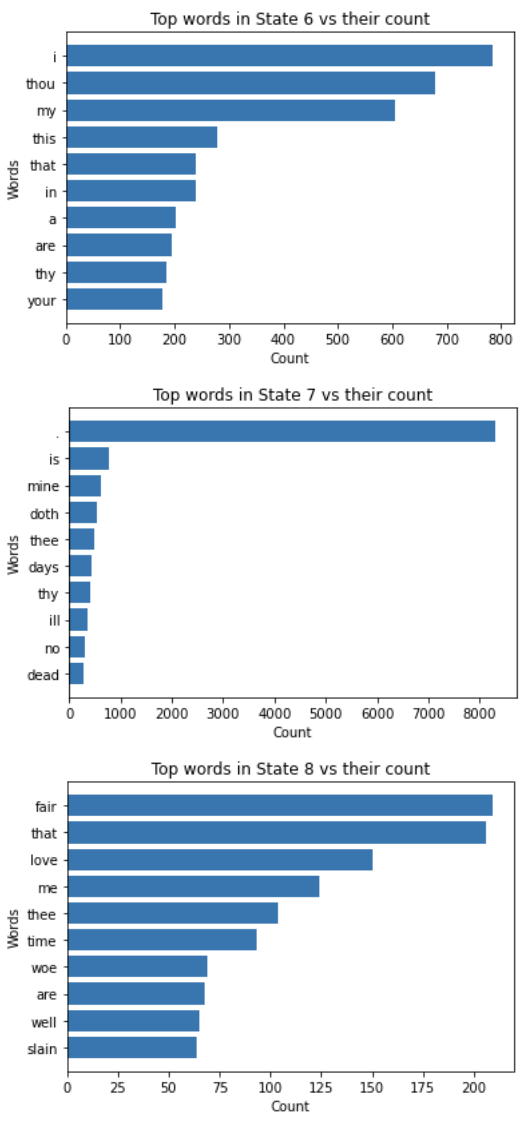 Top words in State 6 vs their count
i
thou
my
this
that
in
a
are
thy
your
Words
0 100 200 300 400 500 600 700 800
Count
Top words in State 7 vs their count
.
is
mine
doth
thee
days
thy
ill
no
dead
Words
0 1000 2000 3000 4000 5000 6000 7000 8000
Count
Top words in State 8 vs their count
fair
that
love
me
thee
time
woe
are
well
slain
Words
0 25 50 75 100 125 150 175 200
Count